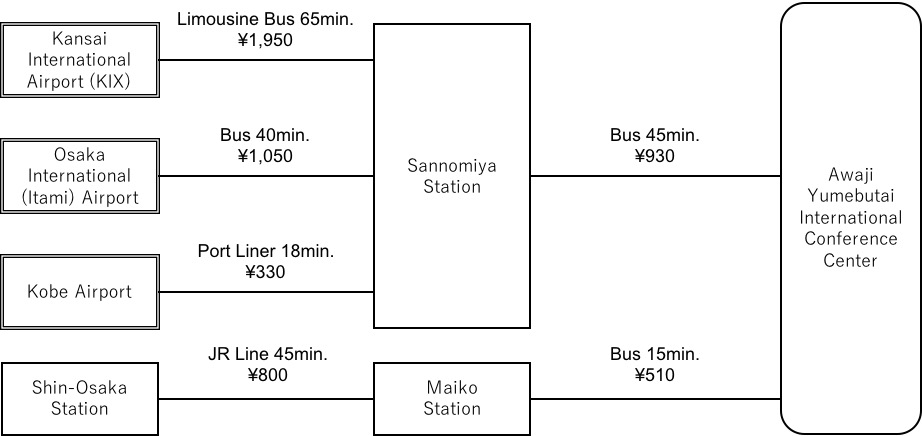 Kansai
International
Airport (KIX)
Limousine Bus 65min.
¥1,950
Osaka
International
(Itami) Airport
Bus 40min.
¥1,050
Kobe Airport
Port Liner 18min.
¥330
Sannomiya
Station
Bus 45min.
¥930
Shin-Osaka
Station
JR Line 45min.
¥800
Maiko
Station
Bus 15min.
¥510
Awaji
Yumebutai
International
Conference
Center